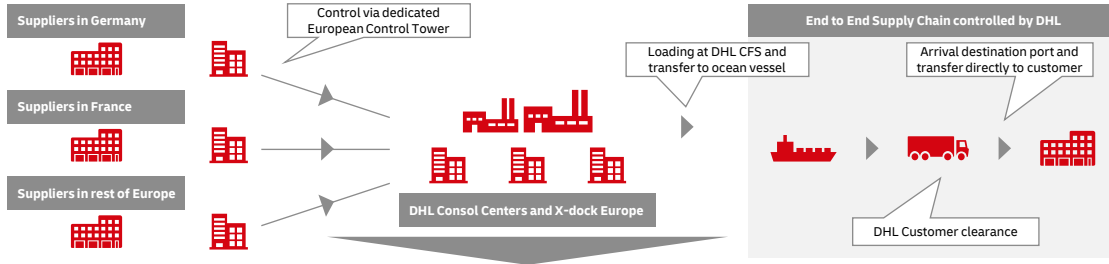 Suppliers in Germany
Control via dedicated
European Control Tower
End to End Supply Chain controlled by DHL
Loading at DHL CFS and
transfer to ocean vessel
Arrival destination port and
transfer directly to customer
Suppliers in France
Suppliers in rest of Europe
DHL Consol Centers and X-dock Europe
DHL Customer clearance